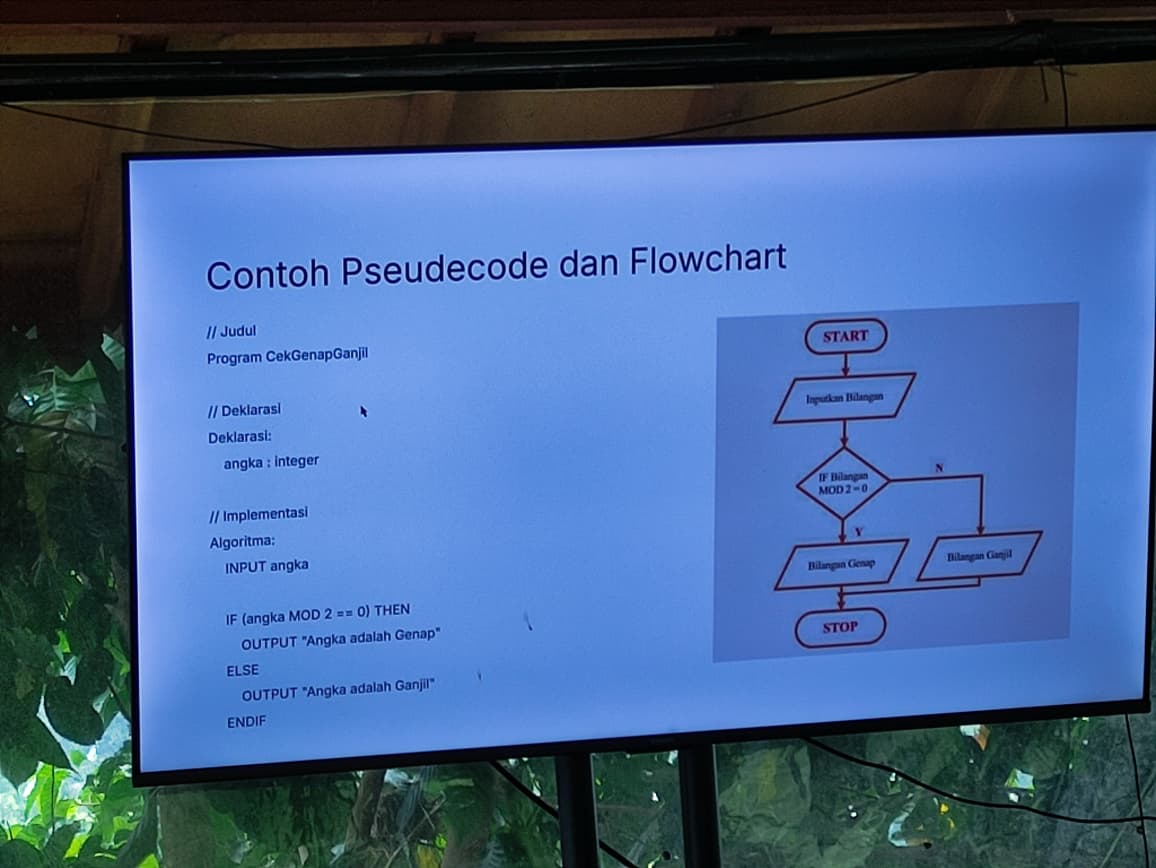 Contoh Pseudecode dan Flowchart
// Judul
Program CekGenapGanjil
// Deklarasi
Deklarasi:
angka : integer
// Implementasi
Algoritma:
INPUT angka
IF (angka MOD 2 == 0) THEN
OUTPUT "Angka adalah Genap"
ELSE
OUTPUT "Angka adalah Ganjil"
ENDIF
START
Inputkan Bilangan
IF Bilangan
MOD 2 = 0
N
Y
Bilangan Genap
Bilangan Ganjil
STOP